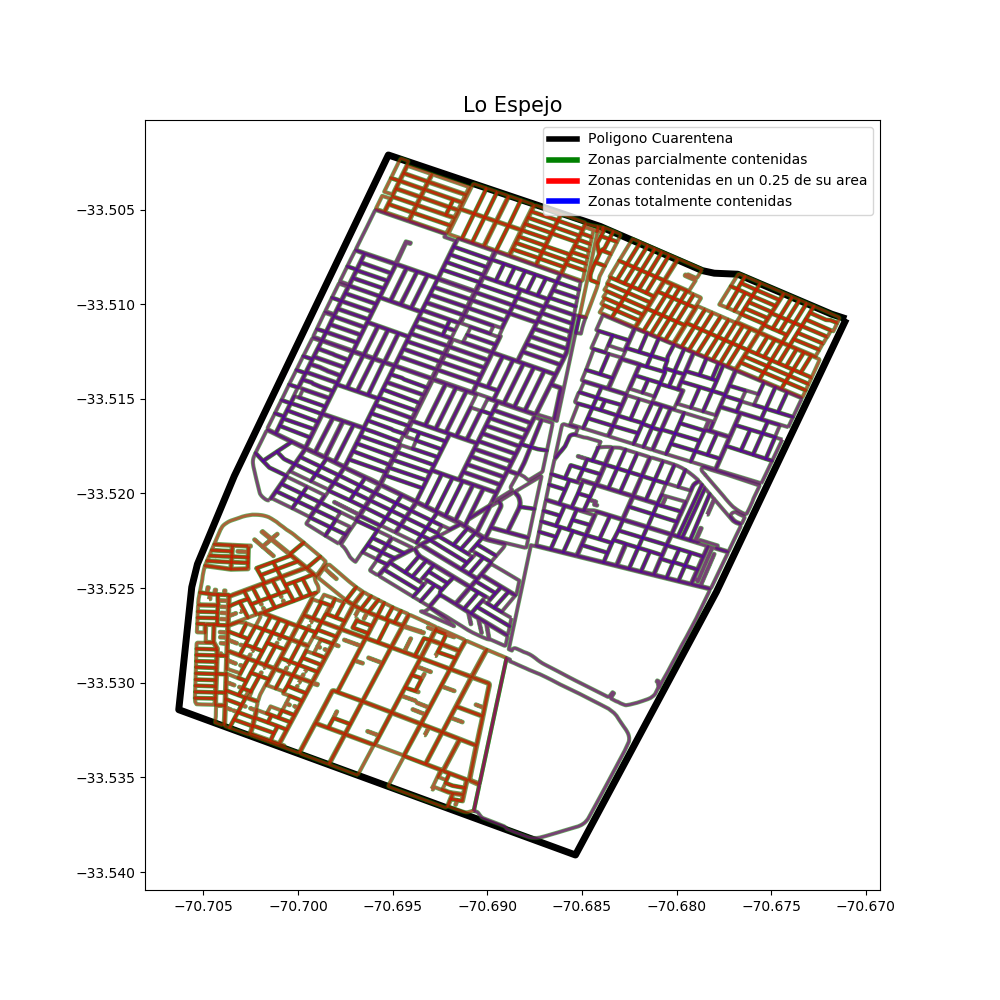 Lo Espejo
Poligono Cuarentena
Zonas parcialmente contenidas
Zonas contenidas en un 0.25 de su area
Zonas totalmente contenidas
−33.505
−33.510
−33.515
−33.520
−33.525
−33.530
−33.535
−33.540
−70.705 −70.700 −70.695 −70.690 −70.685 −70.680 −70.675 −70.670